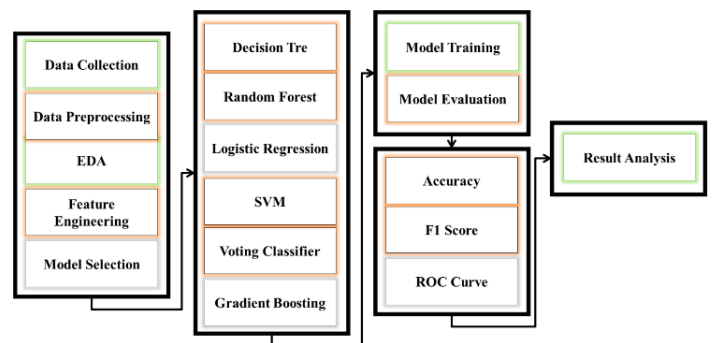 Data Collection
Data Preprocessing
EDA
Feature
Engineering
Model Selection
Decision Tre
Random Forest
Logistic Regression
SVM
Voting Classifier
Gradient Boosting
Model Training
Model Evaluation
Accuracy
F1 Score
ROC Curve
Result Analysis